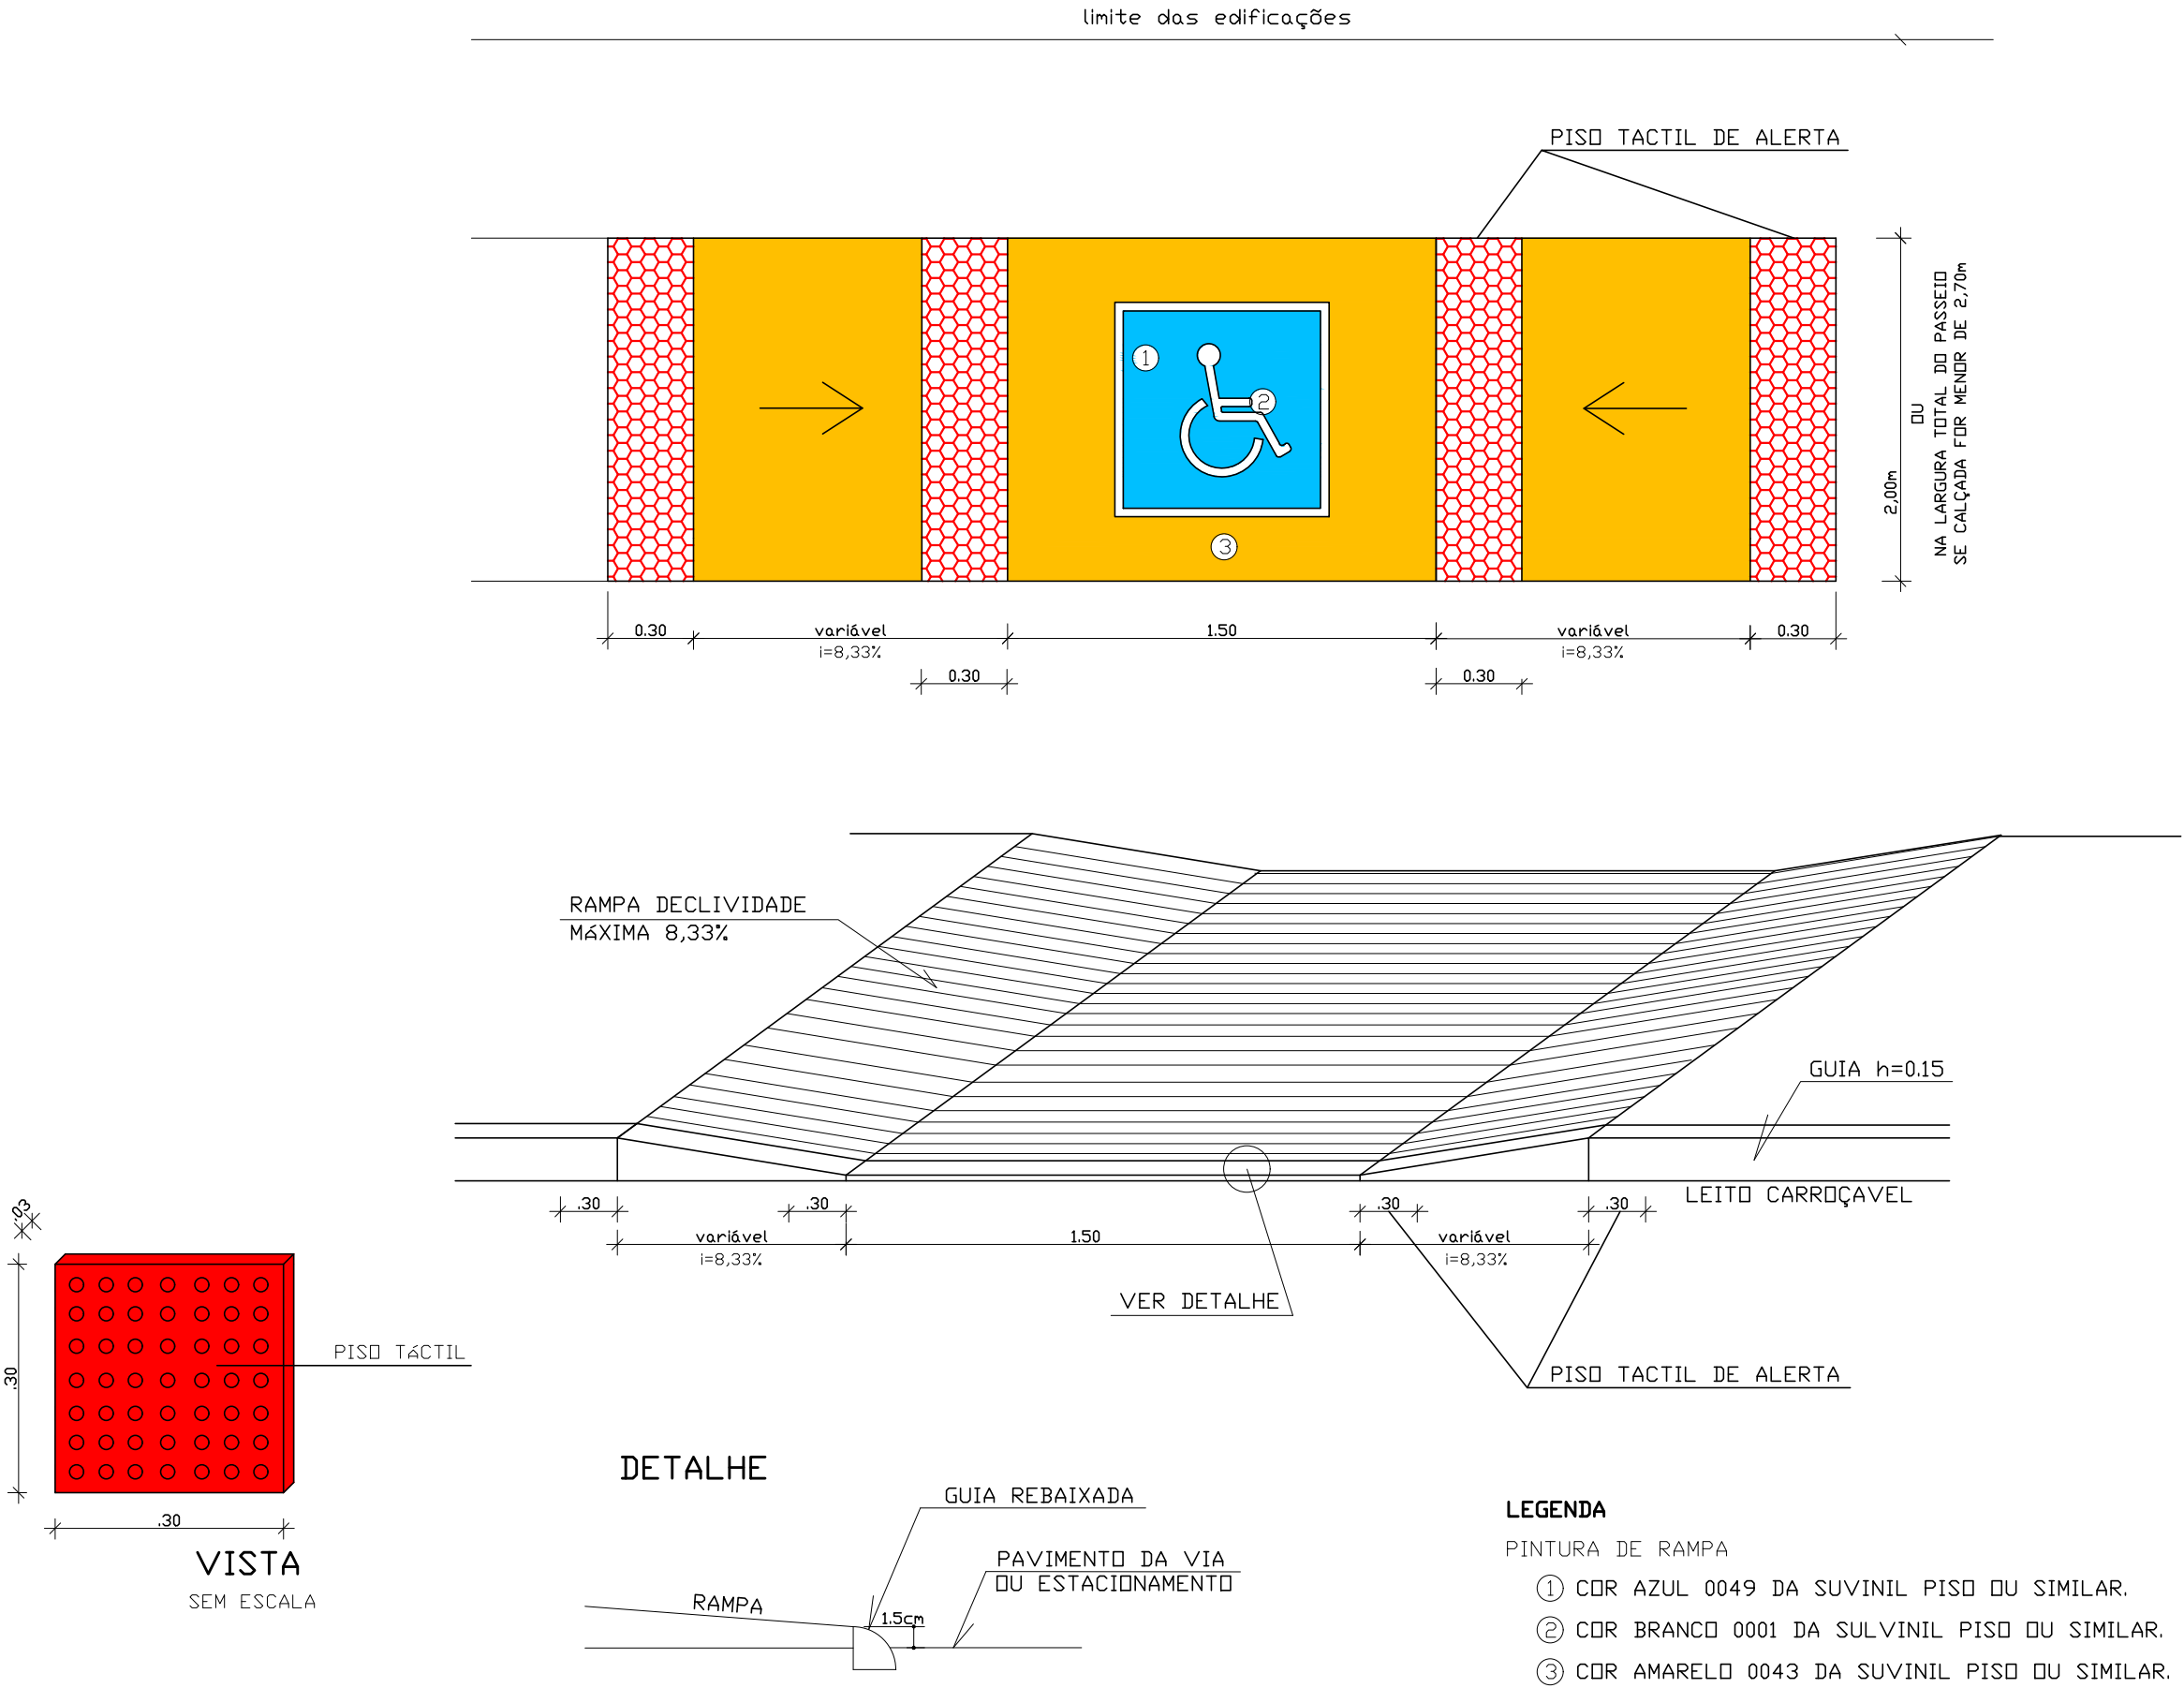 limite das edificações
PISO TACTIL DE ALERTA
1
2
3
2,00m
OU
NA LARGURA TOTAL DO PASSEIO
SE CALÇADA FOR MENOR DE 2,70m
0.30
variável
i=8,33%
1.50
variável
i=8,33%
0.30
0.30
0.30
RAMPA DECLIVIDADE
MÁXIMA 8,33%
GUIA h=0.15
LEITO CARROÇAVEL
.30
.30
.30
.30
variável
i=8,33%
1.50
variável
i=8,33%
VER DETALHE
PISO TACTIL DE ALERTA
.03
.30
PISO TÁCTIL
.30
VISTA
SEM ESCALA
DETALHE
GUIA REBAIXADA
PAVIMENTO DA VIA
OU ESTACIONAMENTO
RAMPA
1.5cm
LEGENDA
PINTURA DE RAMPA
1 COR AZUL 0049 DA SUVINIL PISO OU SIMILAR.
2 COR BRANCO 0001 DA SULVINIL PISO OU SIMILAR.
3 COR AMARELO 0043 DA SUVINIL PISO OU SIMILAR.